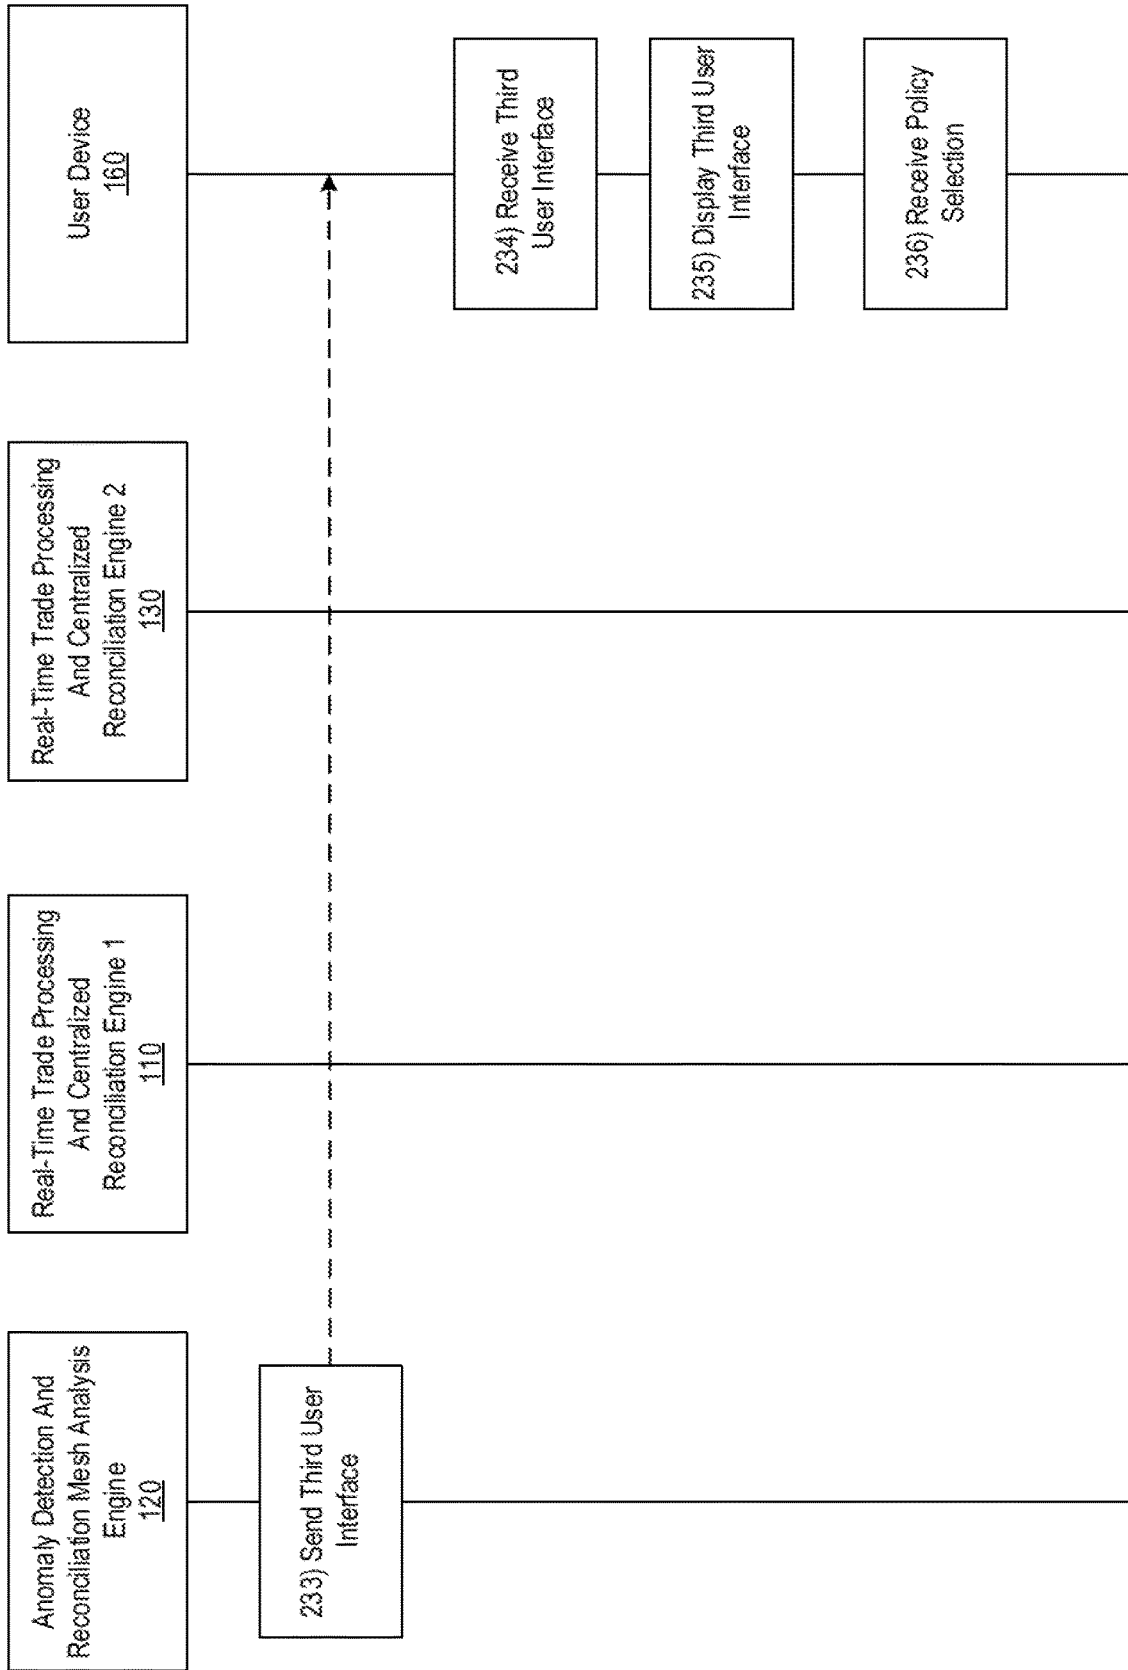 Anomaly Detection And
Reconciliation Mesh Analysis
Engine
120
Real-Time Trade Processing
And Centralized
Reconciliation Engine 1
110
Real-Time Trade Processing
And Centralized
Reconciliation Engine 2
130
User Device
160
233) Send Third User
Interface
234) Receive Third
User Interface
235) Display Third User
Interface
236) Receive Policy
Selection